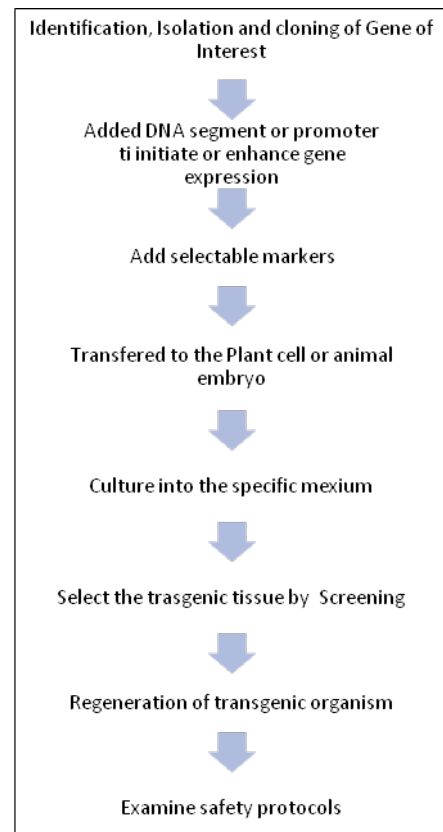 Identification, Isolation and cloning of Gene of
Interest
Added DNA segment or promoter
ti initiate or enhance gene
expression
Add selectable markers
Transfered to the Plant cell or animal
embryo
Culture into the specific mexium
Select the trasgenic tissue by Screening
Regeneration of transgenic organism
Examine safety protocols